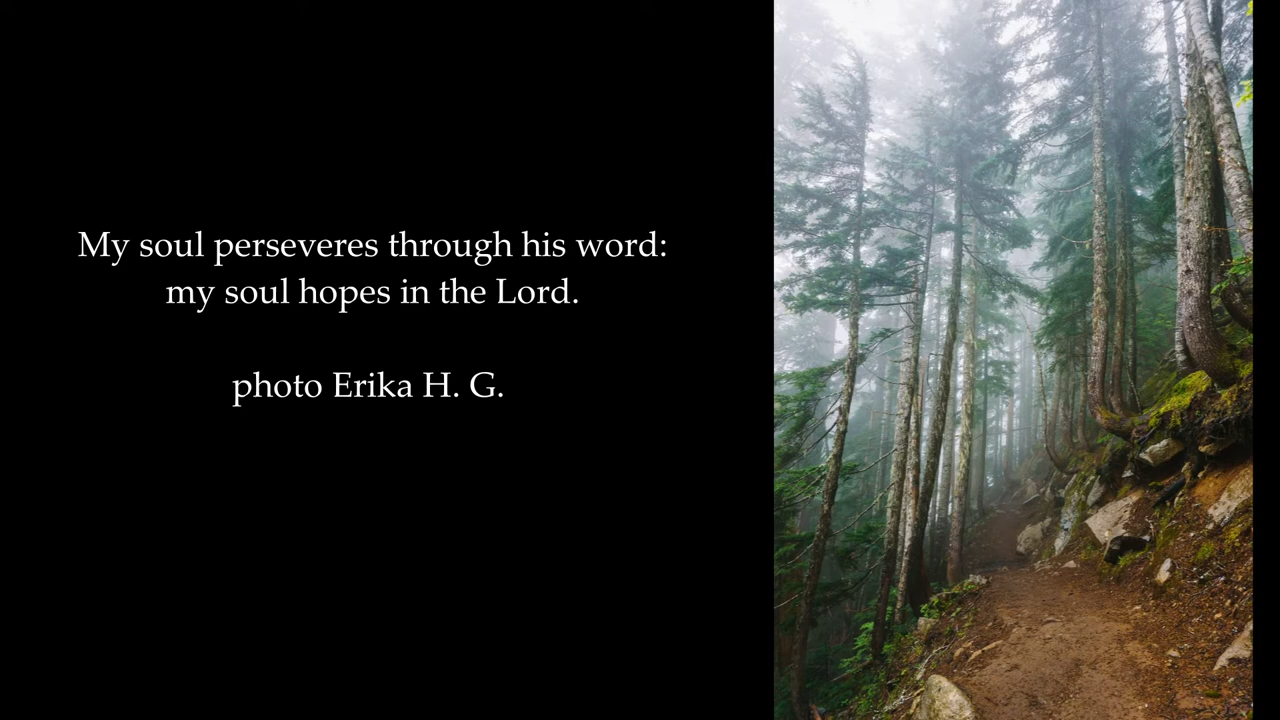 My soul perseveres through his word:
my soul hopes in the Lord.
photo Erika H. G.